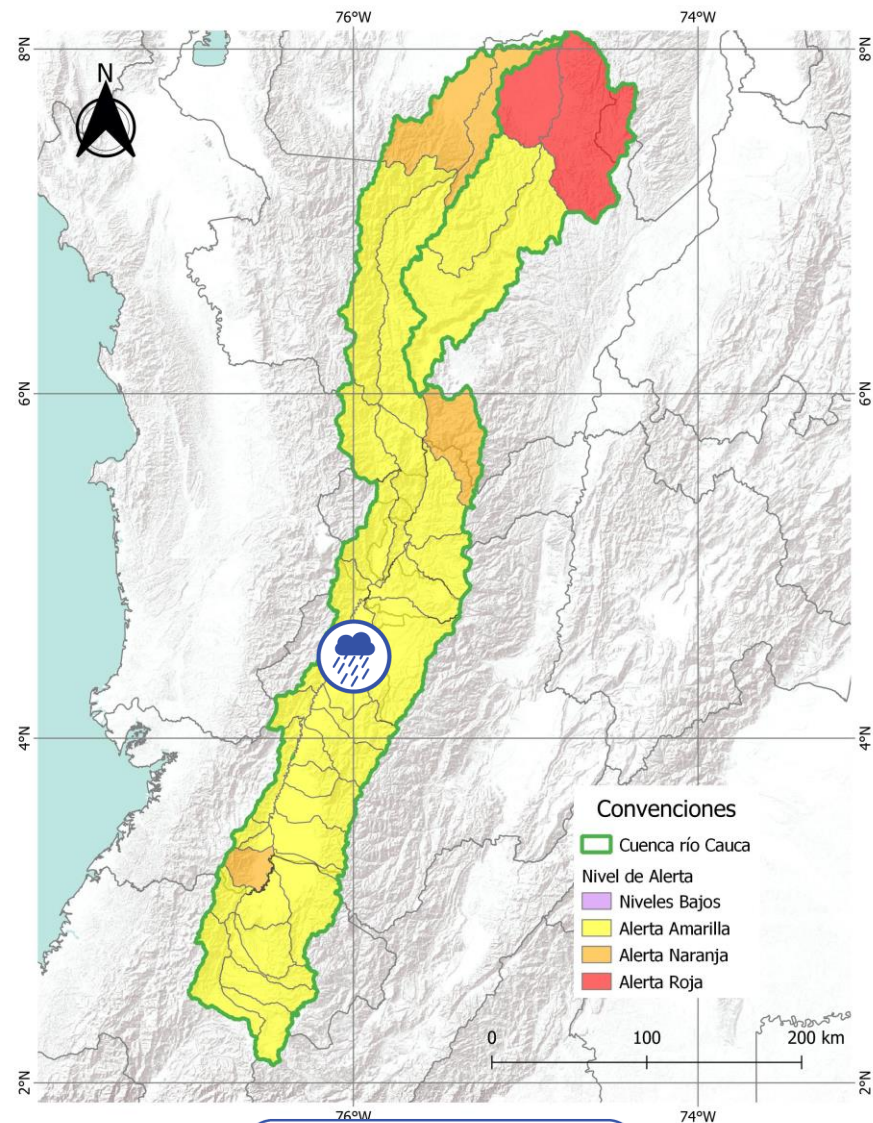 76°W
74°W
8°N
8°N
N
6°N
6°N
4°N
4°N
Convenciones
Cuenca río Cauca
Nivel de Alerta
Niveles Bajos
Alerta Amarilla
Alerta Naranja
Alerta Roja
0
100
200 km
2°N
2°N
76°W
74°W